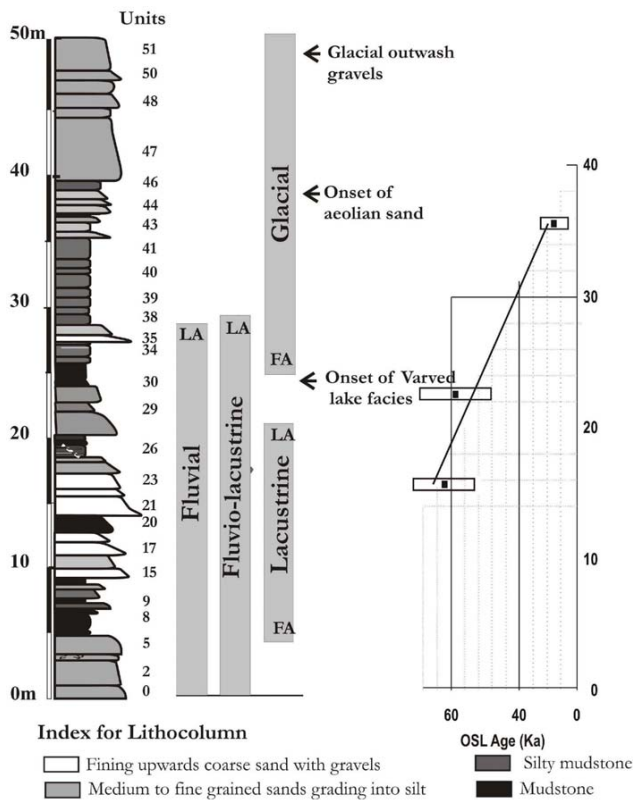 Units
50m
51
50
48
47
40
46
44
43
41
40
39
30
38
35
34
30
29
20
26
23
21
20
17
10
15
9
8
5
2
0m
0
Fluvial
LA
Fluvio-lacustrine
LA
Lacustrine
LA
FA
Glacial
FA
Glacial outwash
gravels
Onset of
aeolian sand
Onset of Varved
lake facies
40
30
20
10
0
60
40
0
OSL Age (Ka)
Index for Lithocolumn
Fining upwards coarse sand with gravels
Medium to fine grained sands grading into silt
Silty mudstone
Mudstone